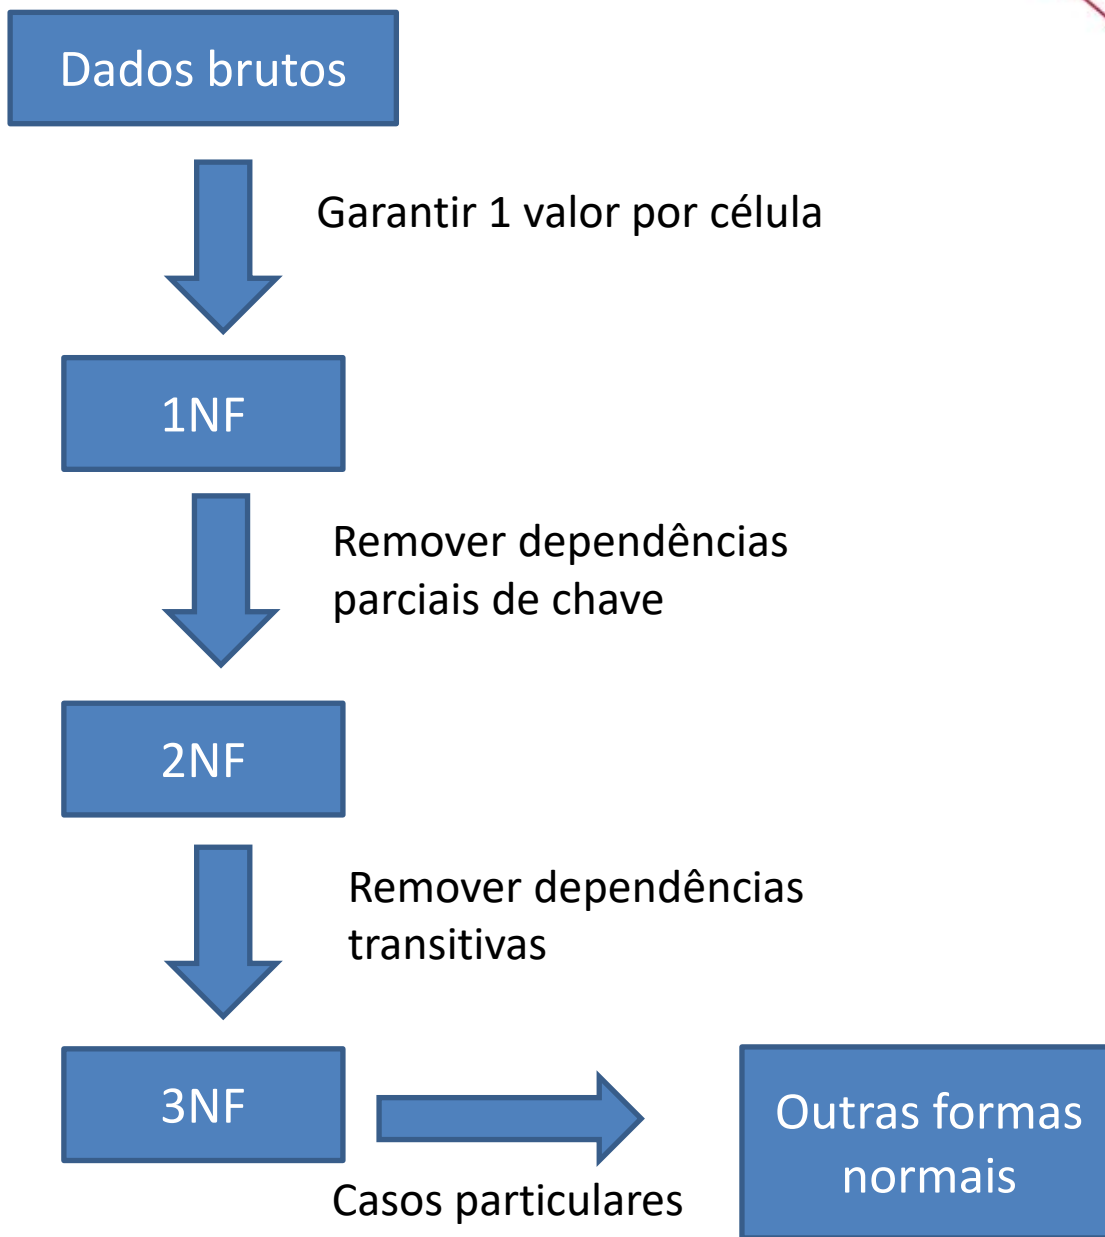 Dados brutos
Garantir 1 valor por célula
1NF
Remover dependências
parciais de chave
2NF
Remover dependências
transitivas
3NF
Casos particulares
Outras formas
normais